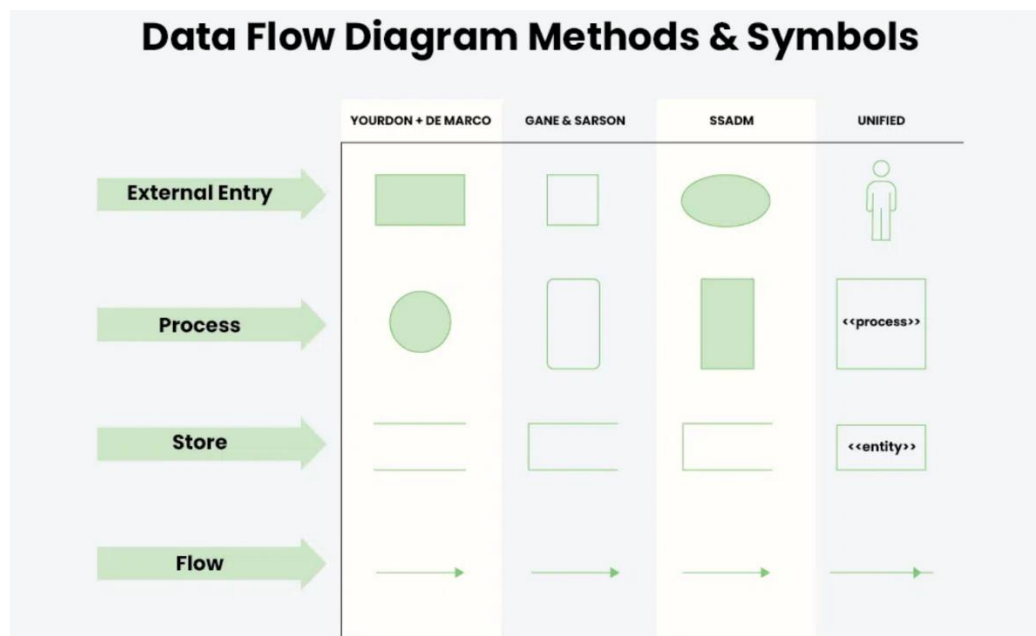 Data Flow Diagram Methods & Symbols
YOURDON + DE MARCO GANE & SARSON SSADM UNIFIED
External Entry
Process
<<process>>
Store
<<entity>>
Flow